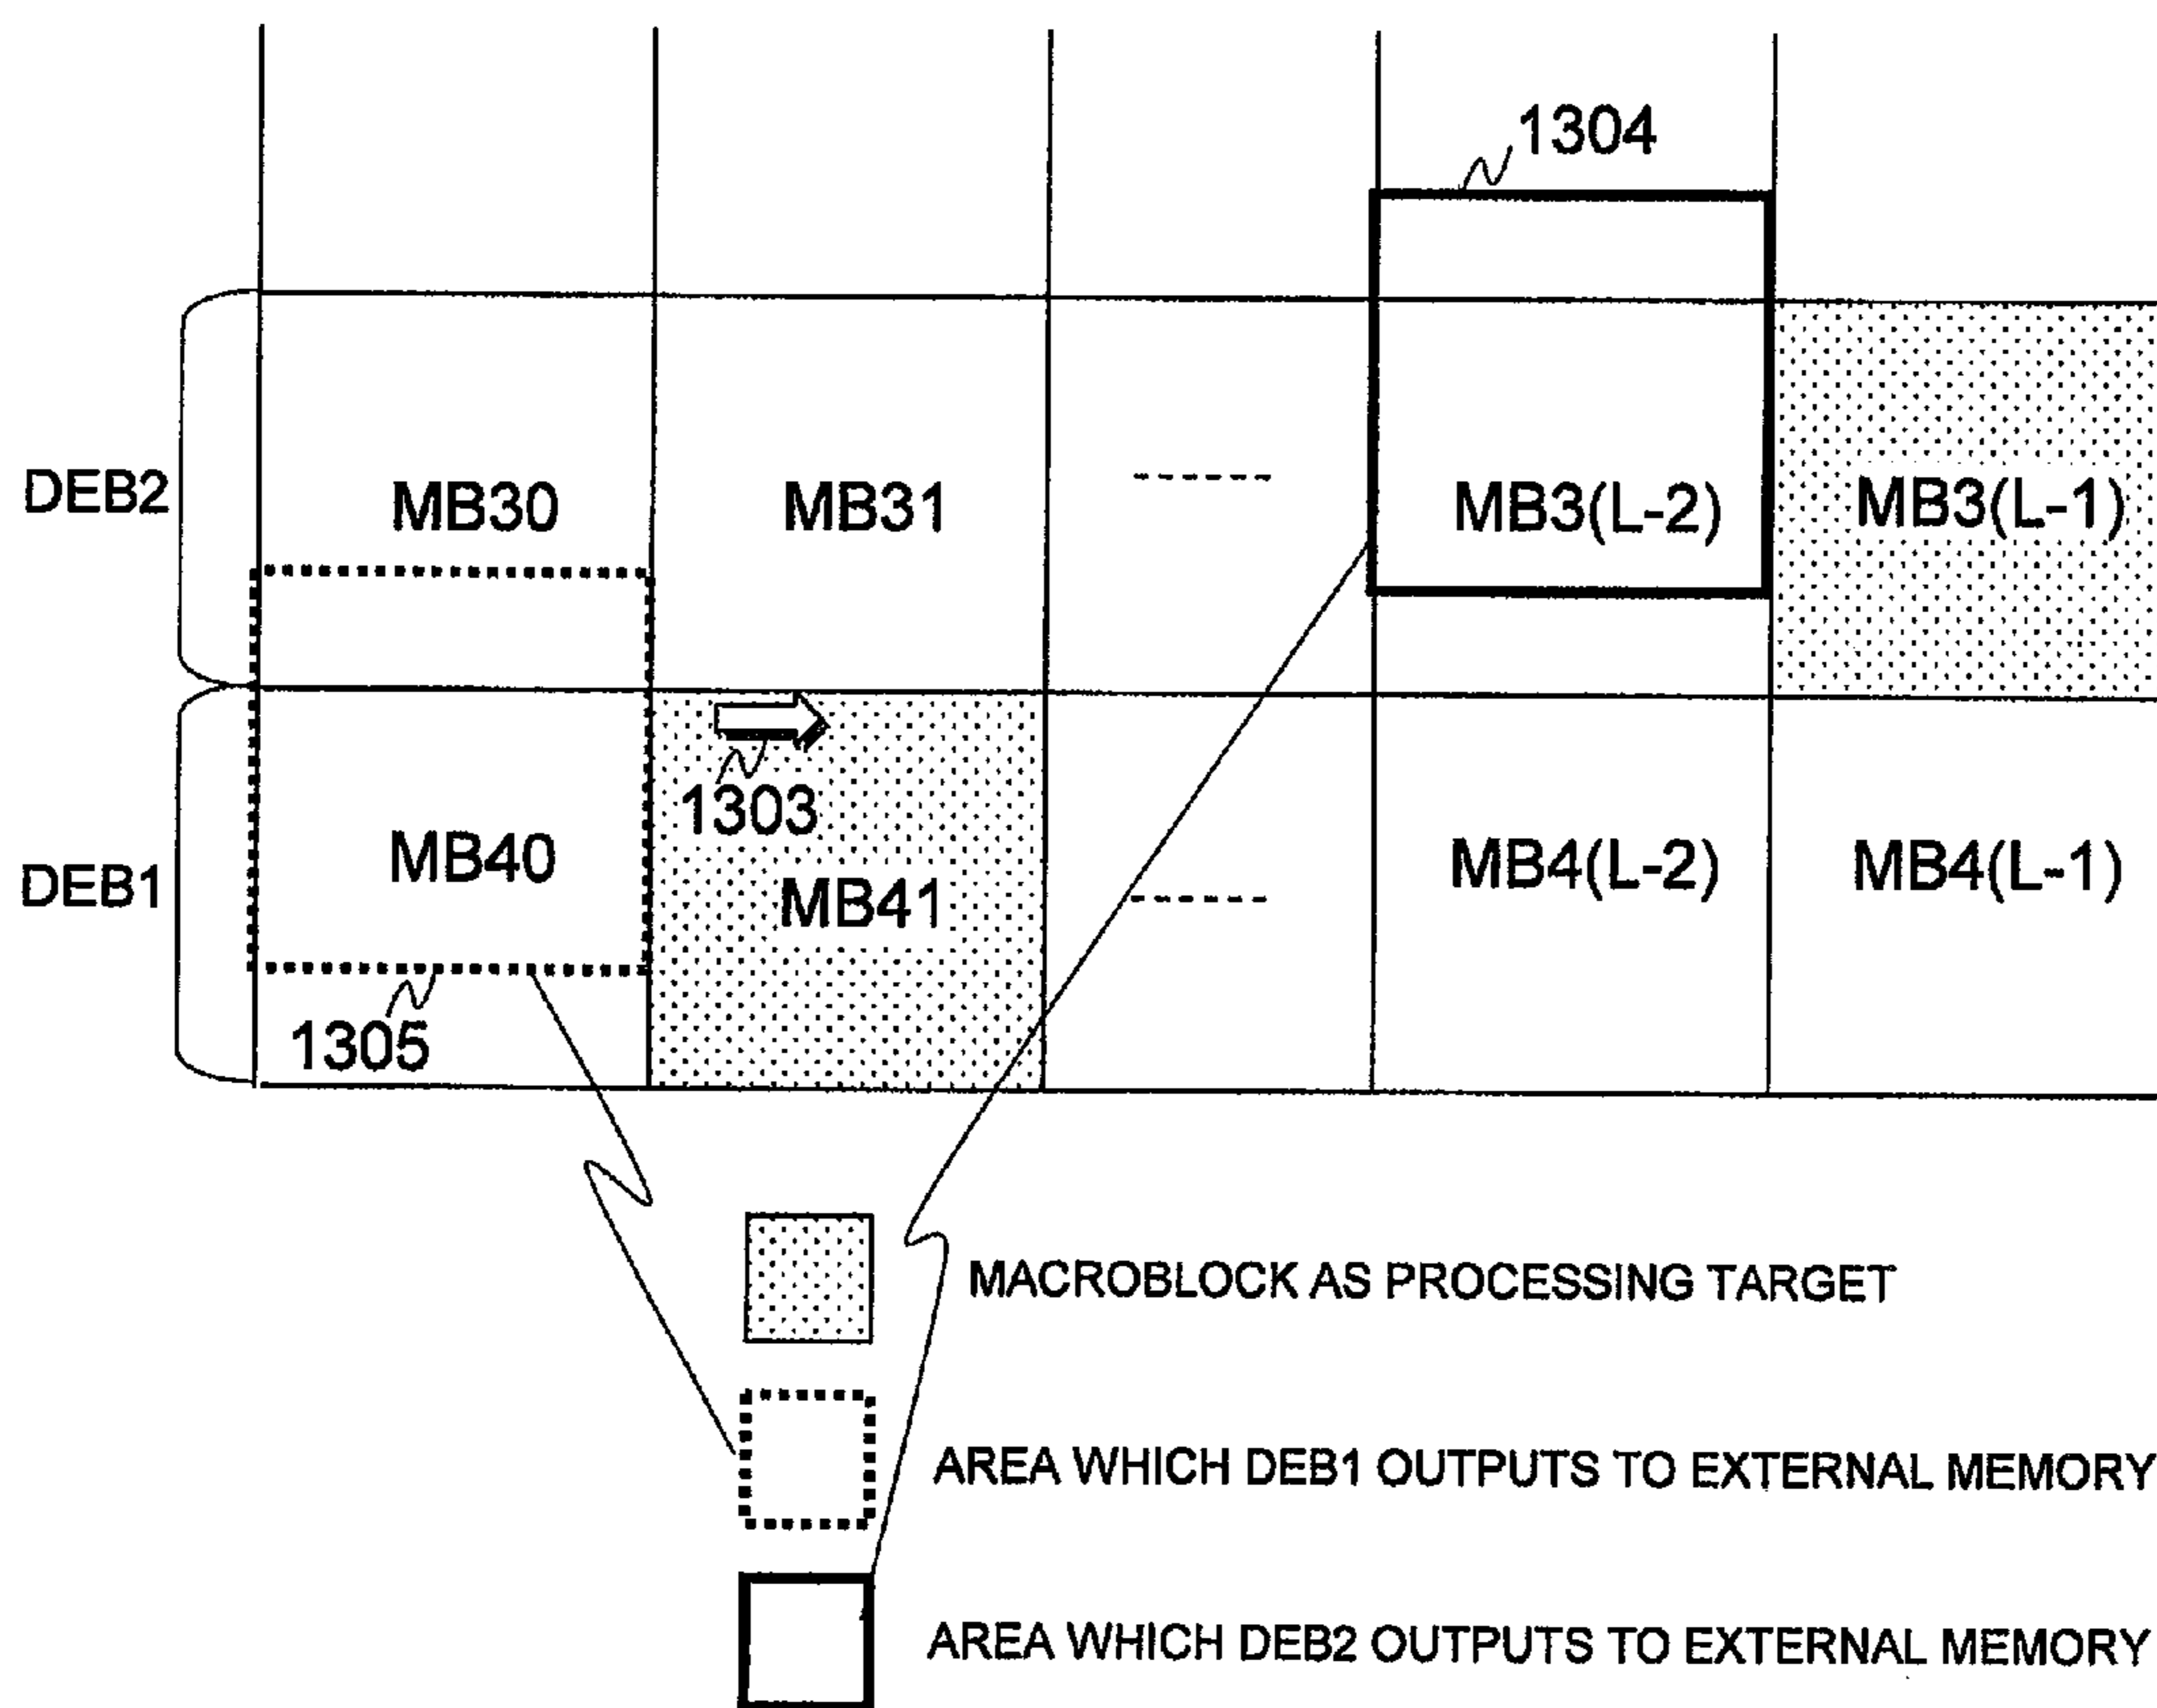 1304
DEB2
MB30
MB31
MB3(L-2)
MB3(L-1)
1303
DEB1
MB40
MB41
MB4(L-2)
MB4(L-1)
1305
MACROBLOCK AS PROCESSING TARGET
AREA WHICH DEB1 OUTPUTS TO EXTERNAL MEMORY
AREA WHICH DEB2 OUTPUTS TO EXTERNAL MEMORY